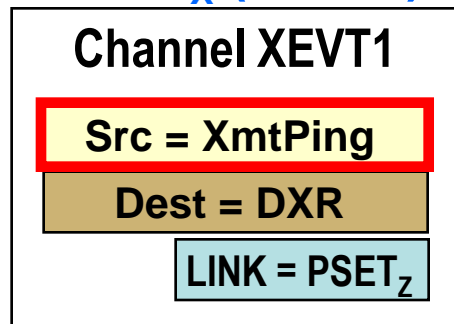 Channel XEVT1
Src = XmtPing
Dest = DXR
LINK = PSETZ